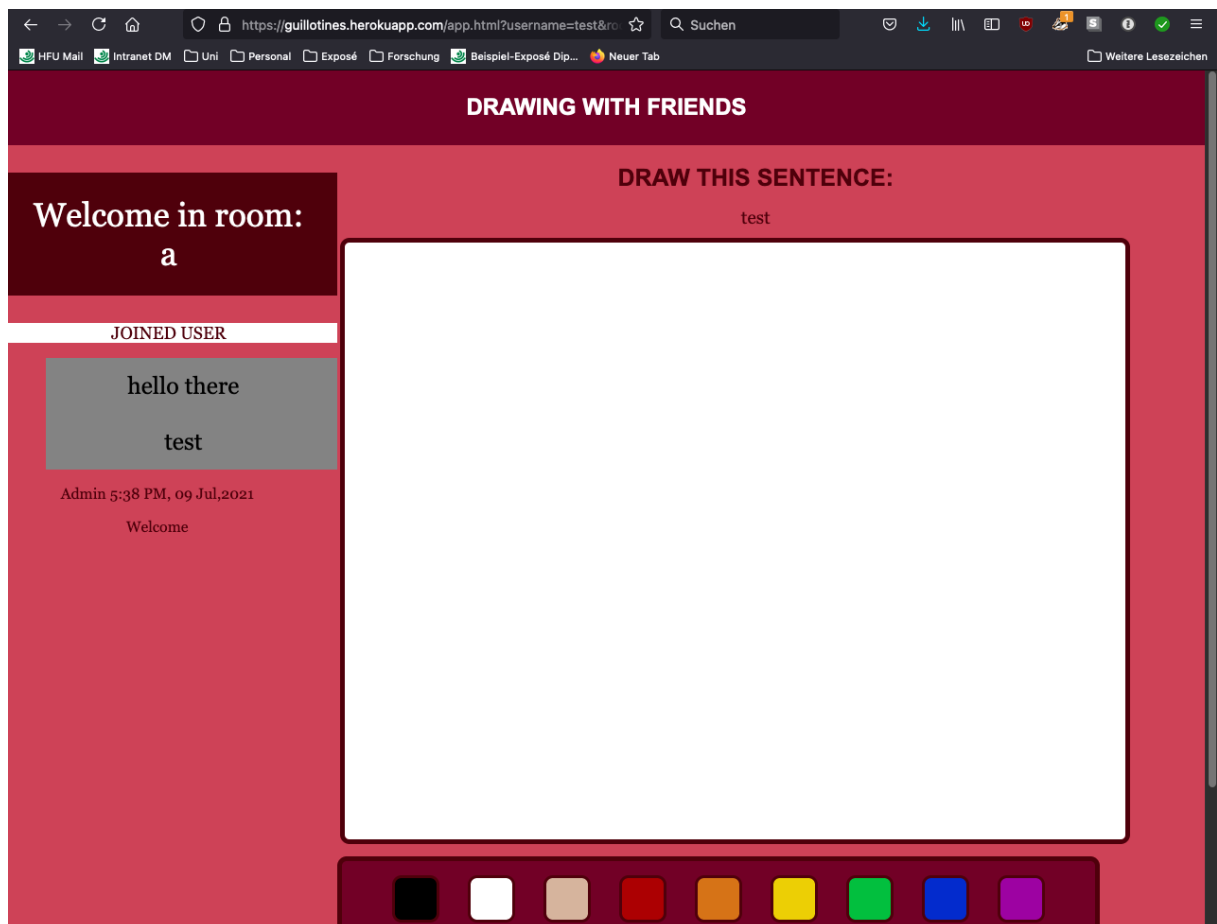 https://guillotines.herokuapp.com/app.html?username=test&ro
Suchen
HFU Mail
Intranet DM
Uni
Personal
Exposé
Forschung
Beispiel-Exposé Dip...
Neuer Tab
Weitere Lesezeichen
DRAWING WITH FRIENDS
Welcome in room:
a
JOINED USER
hello there
test
Admin 5:38 PM, 09 Jul,2021
Welcome
DRAW THIS SENTENCE:
test